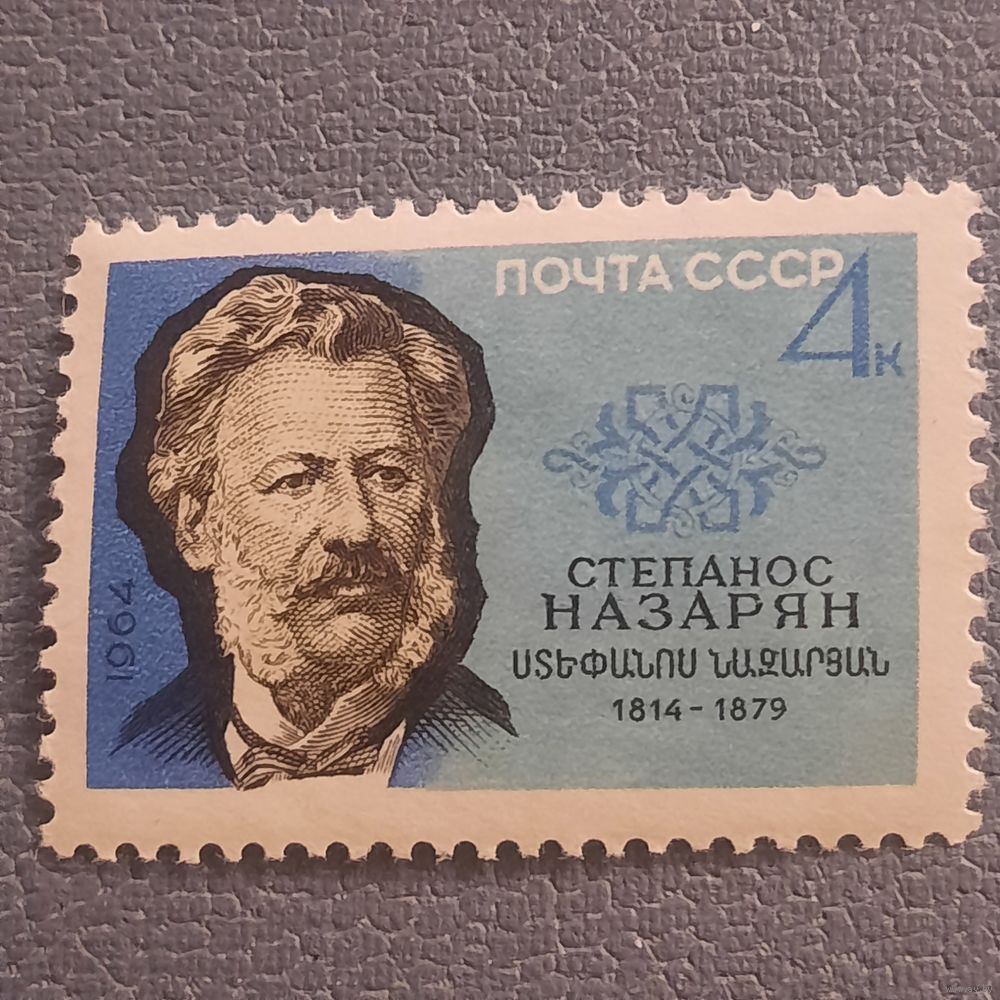 ПОЧТА СССР
4к
СТЕПАНОС
НАЗАРЯН
ՍՏԵՓԱՆՈՍ ՆԱԶԱՐՅԱՆ
1814-1879
1964